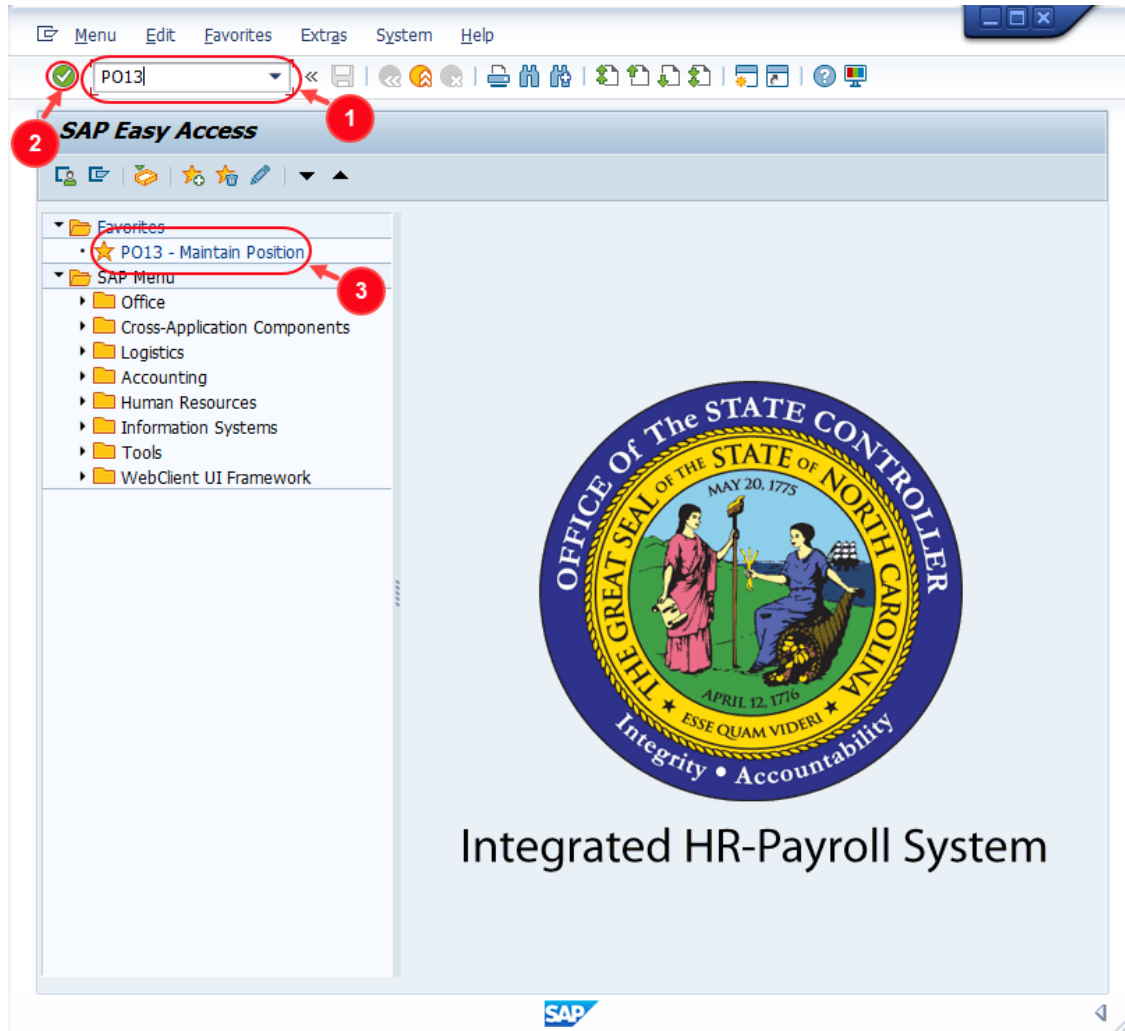 Menu Edit Favorites Extras System Help
PO13
1
2
SAP Easy Access
Favorites
PO13 - Maintain Position
SAP Menu
3
Office
Cross-Application Components
Logistics
Accounting
Human Resources
Information Systems
Tools
WebClient UI Framework
OFFICE Of The STATE CONTROLLER
THE GREAT SEAL OF THE STATE OF NORTH CAROLINA
MAY 20, 1775
APRIL 12, 1776
ESSE QUAM VIDERI
Integrity • Accountability
Integrated HR-Payroll System
SAP